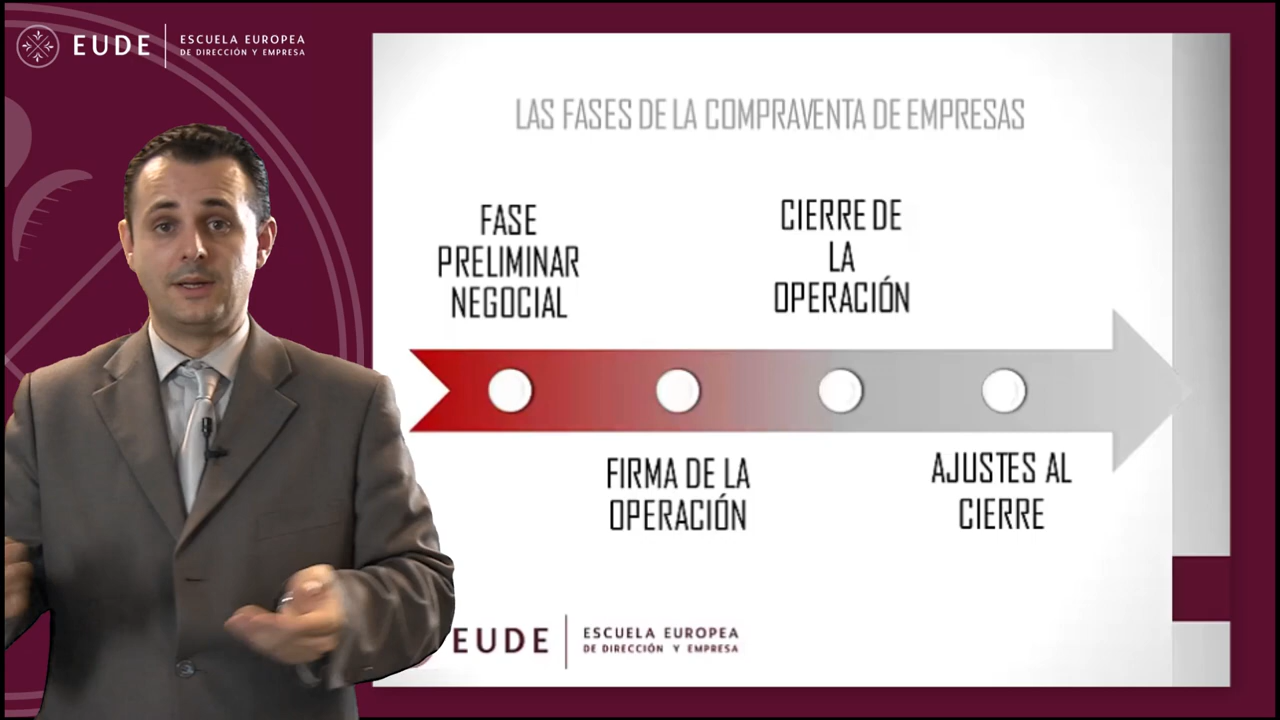 EUDE
ESCUELA EUROPEA
DE DIRECCIÓN Y EMPRESA
LAS FASES DE LA COMPRAVENTA DE EMPRESAS
FASE
PRELIMINAR
NEGOCIAL
CIERRE DE
LA
OPERACIÓN
FIRMA DE LA
OPERACIÓN
AJUSTES AL
CIERRE
EUDE
ESCUELA EUROPEA
DE DIRECCIÓN Y EMPRESA